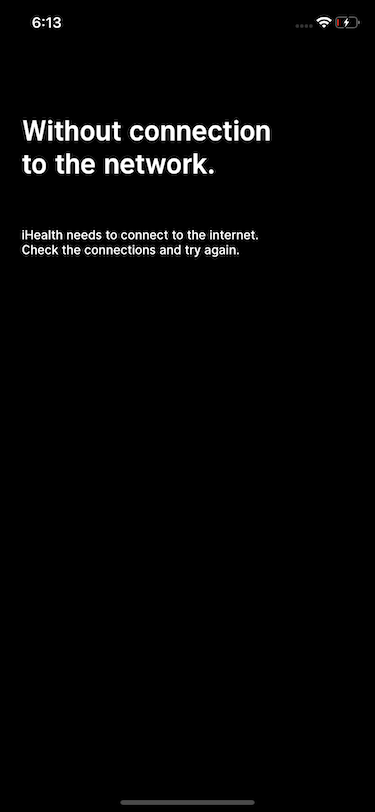 6:13
Without connection
to the network.
iHealth needs to connect to the internet.
Check the connections and try again.